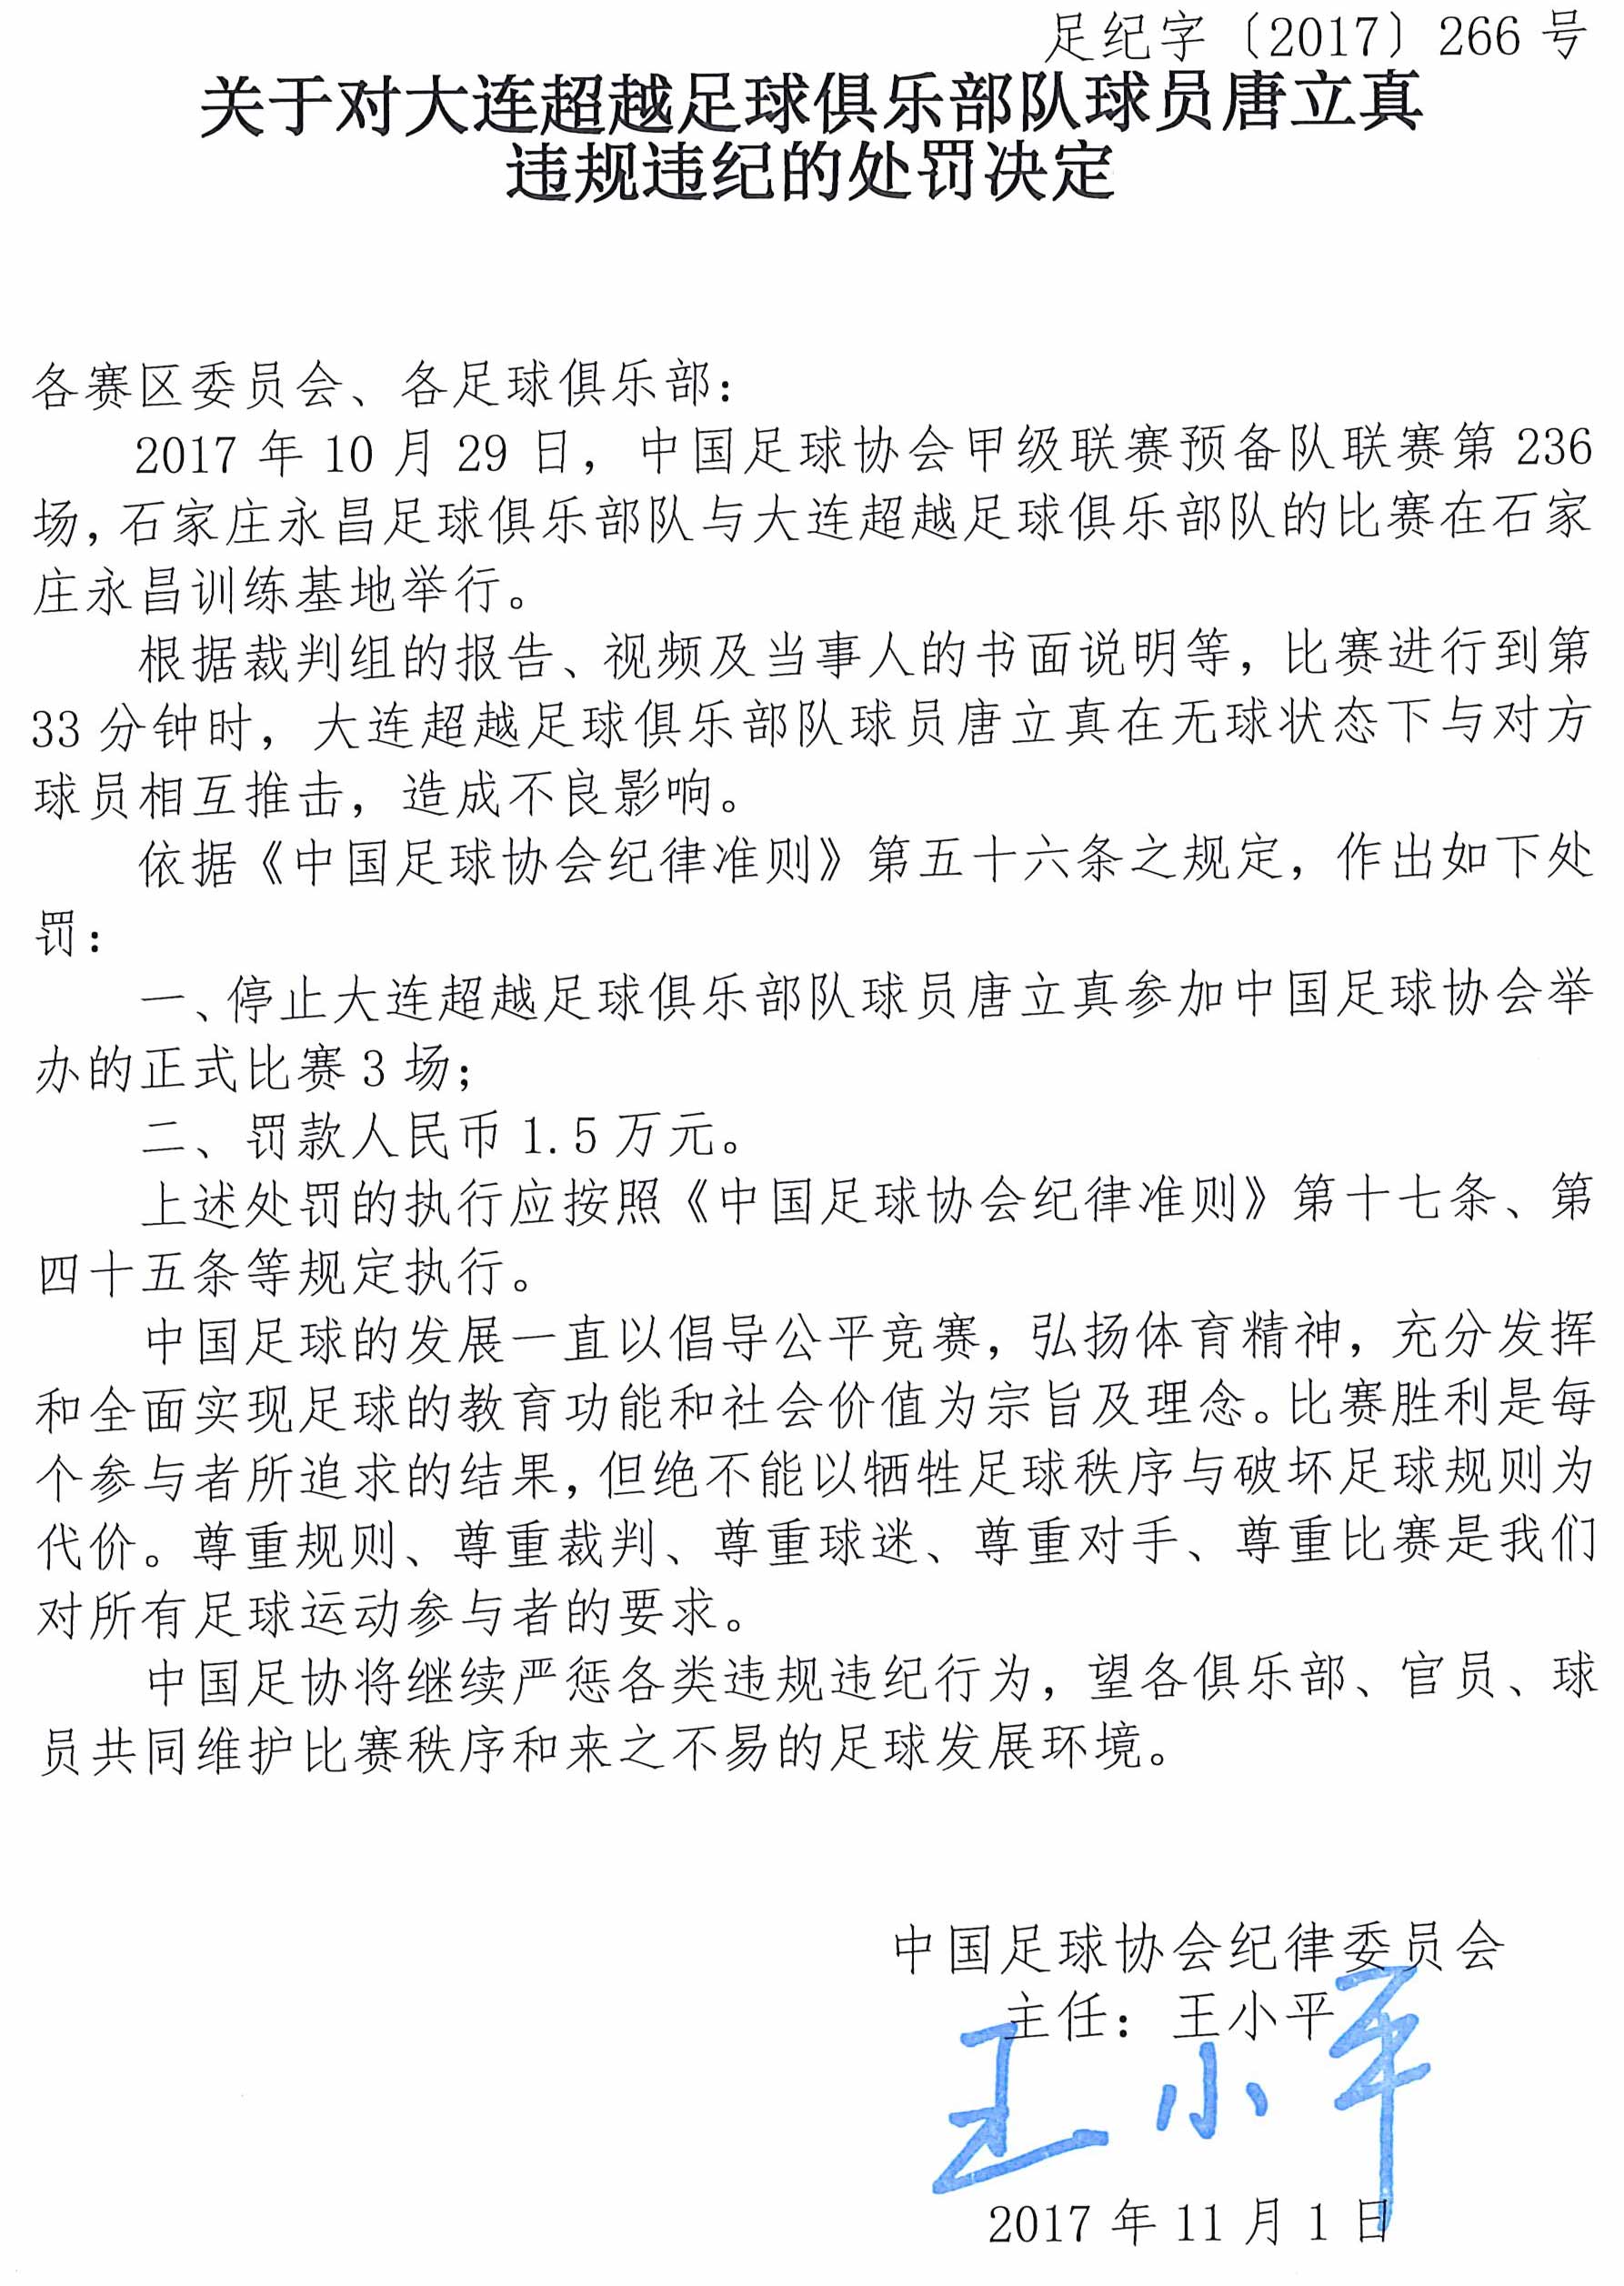 足纪字〔2017〕266 号
关于对大连超越足球俱乐部队球员唐立真
违规违纪的处罚决定
各赛区委员会、各足球俱乐部：
2017 年 10 月 29 日，中国足球协会甲级联赛预备队联赛第 236
场，石家庄永昌足球俱乐部队与大连超越足球俱乐部队的比赛在石家
庄永昌训练基地举行。
根据裁判组的报告、视频及当事人的书面说明等，比赛进行到第
33 分钟时，大连超越足球俱乐部队球员唐立真在无球状态下与对方
球员相互推击，造成不良影响。
依据《中国足球协会纪律准则》第五十六条之规定，作出如下处
罚：
一、停止大连超越足球俱乐部队球员唐立真参加中国足球协会举
办的正式比赛 3 场；
二、罚款人民币 1.5 万元。
上述处罚的执行应按照《中国足球协会纪律准则》第十七条、第
四十五条等规定执行。
中国足球的发展一直以倡导公平竞赛，弘扬体育精神，充分发挥
和全面实现足球的教育功能和社会价值为宗旨及理念。比赛胜利是每
个参与者所追求的结果，但绝不能以牺牲足球秩序与破坏足球规则为
代价。尊重规则、尊重裁判、尊重球迷、尊重对手、尊重比赛是我们
对所有足球运动参与者的要求。
中国足协将继续严惩各类违规违纪行为，望各俱乐部、官员、球
员共同维护比赛秩序和来之不易的足球发展环境。
中国足球协会纪律委员会
主任：王小平
王小平
2017 年 11 月 1 日